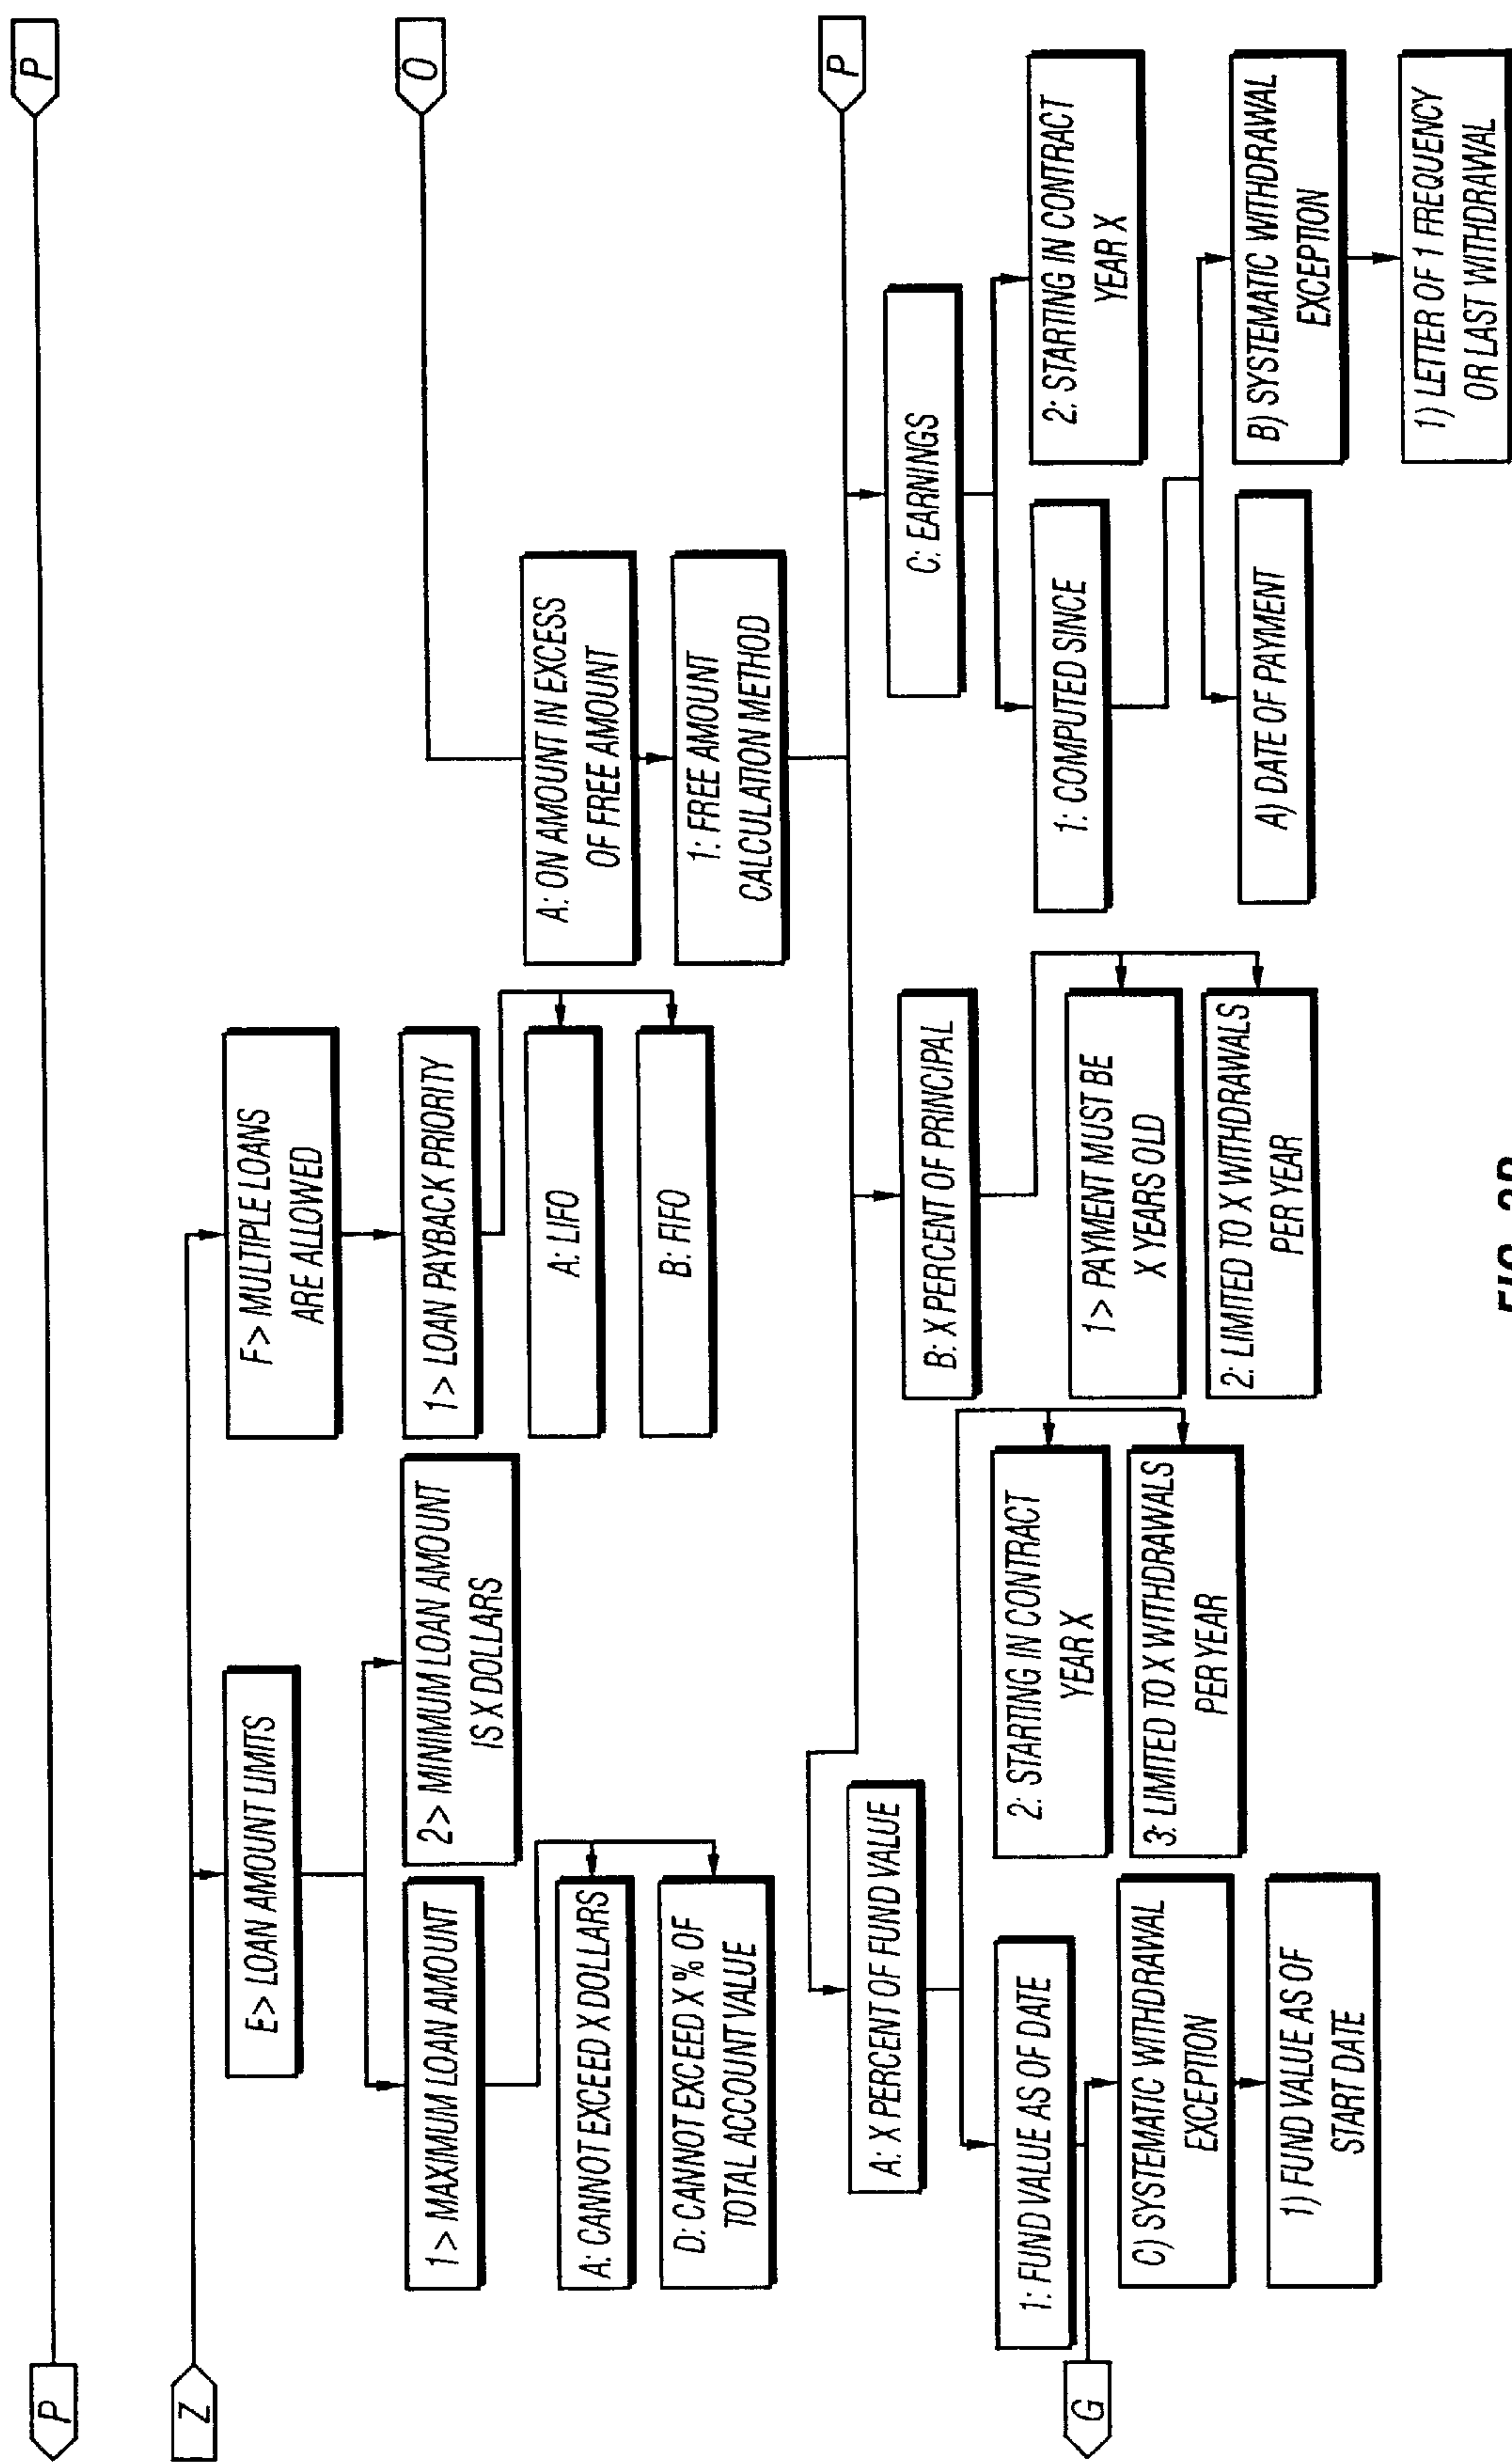 P
P
Z
E> LOAN AMOUNT LIMITS
1> MAXIMUM LOAN AMOUNT
A: CANNOT EXCEED X DOLLARS
D: CANNOT EXCEED X % OF
TOTAL ACCOUNT VALUE
2> MINIMUM LOAN AMOUNT
IS X DOLLARS
F> MULTIPLE LOANS
ARE ALLOWED
1> LOAN PAYBACK PRIORITY
A: LIFO
B: FIFO
O
A: ON AMOUNT IN EXCESS
OF FREE AMOUNT
1: FREE AMOUNT
CALCULATION METHOD
P
A: X PERCENT OF FUND VALUE
1: FUND VALUE AS OF DATE
G
C) SYSTEMATIC WITHDRAWAL
EXCEPTION
1) FUND VALUE AS OF
START DATE
2: STARTING IN CONTRACT
YEAR X
3: LIMITED TO X WITHDRAWALS
PER YEAR
B: X PERCENT OF PRINCIPAL
1> PAYMENT MUST BE
X YEARS OLD
2: LIMITED TO X WITHDRAWALS
PER YEAR
C: EARNINGS
1: COMPUTED SINCE
A) DATE OF PAYMENT
2: STARTING IN CONTRACT
YEAR X
B) SYSTEMATIC WITHDRAWAL
EXCEPTION
1) LETTER OF 1 FREQUENCY
OR LAST WITHDRAWAL